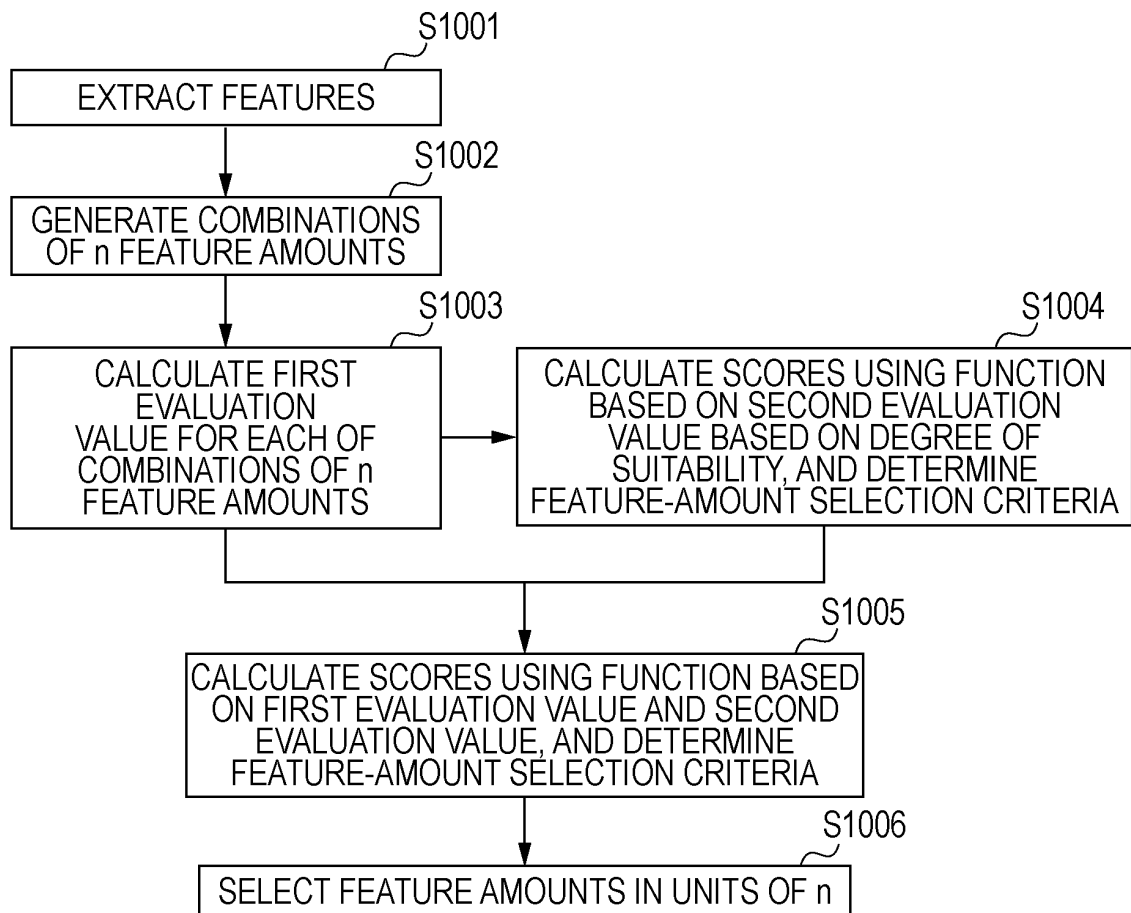 S1001
EXTRACT FEATURES
S1002
GENERATE COMBINATIONS
OF n FEATURE AMOUNTS
S1003
CALCULATE FIRST
EVALUATION
VALUE FOR EACH OF
COMBINATIONS OF n
FEATURE AMOUNTS
S1004
CALCULATE SCORES USING FUNCTION
BASED ON SECOND EVALUATION
VALUE BASED ON DEGREE OF
SUITABILITY, AND DETERMINE
FEATURE-AMOUNT SELECTION CRITERIA
S1005
CALCULATE SCORES USING FUNCTION BASED
ON FIRST EVALUATION VALUE AND SECOND
EVALUATION VALUE, AND DETERMINE
FEATURE-AMOUNT SELECTION CRITERIA
S1006
SELECT FEATURE AMOUNTS IN UNITS OF n